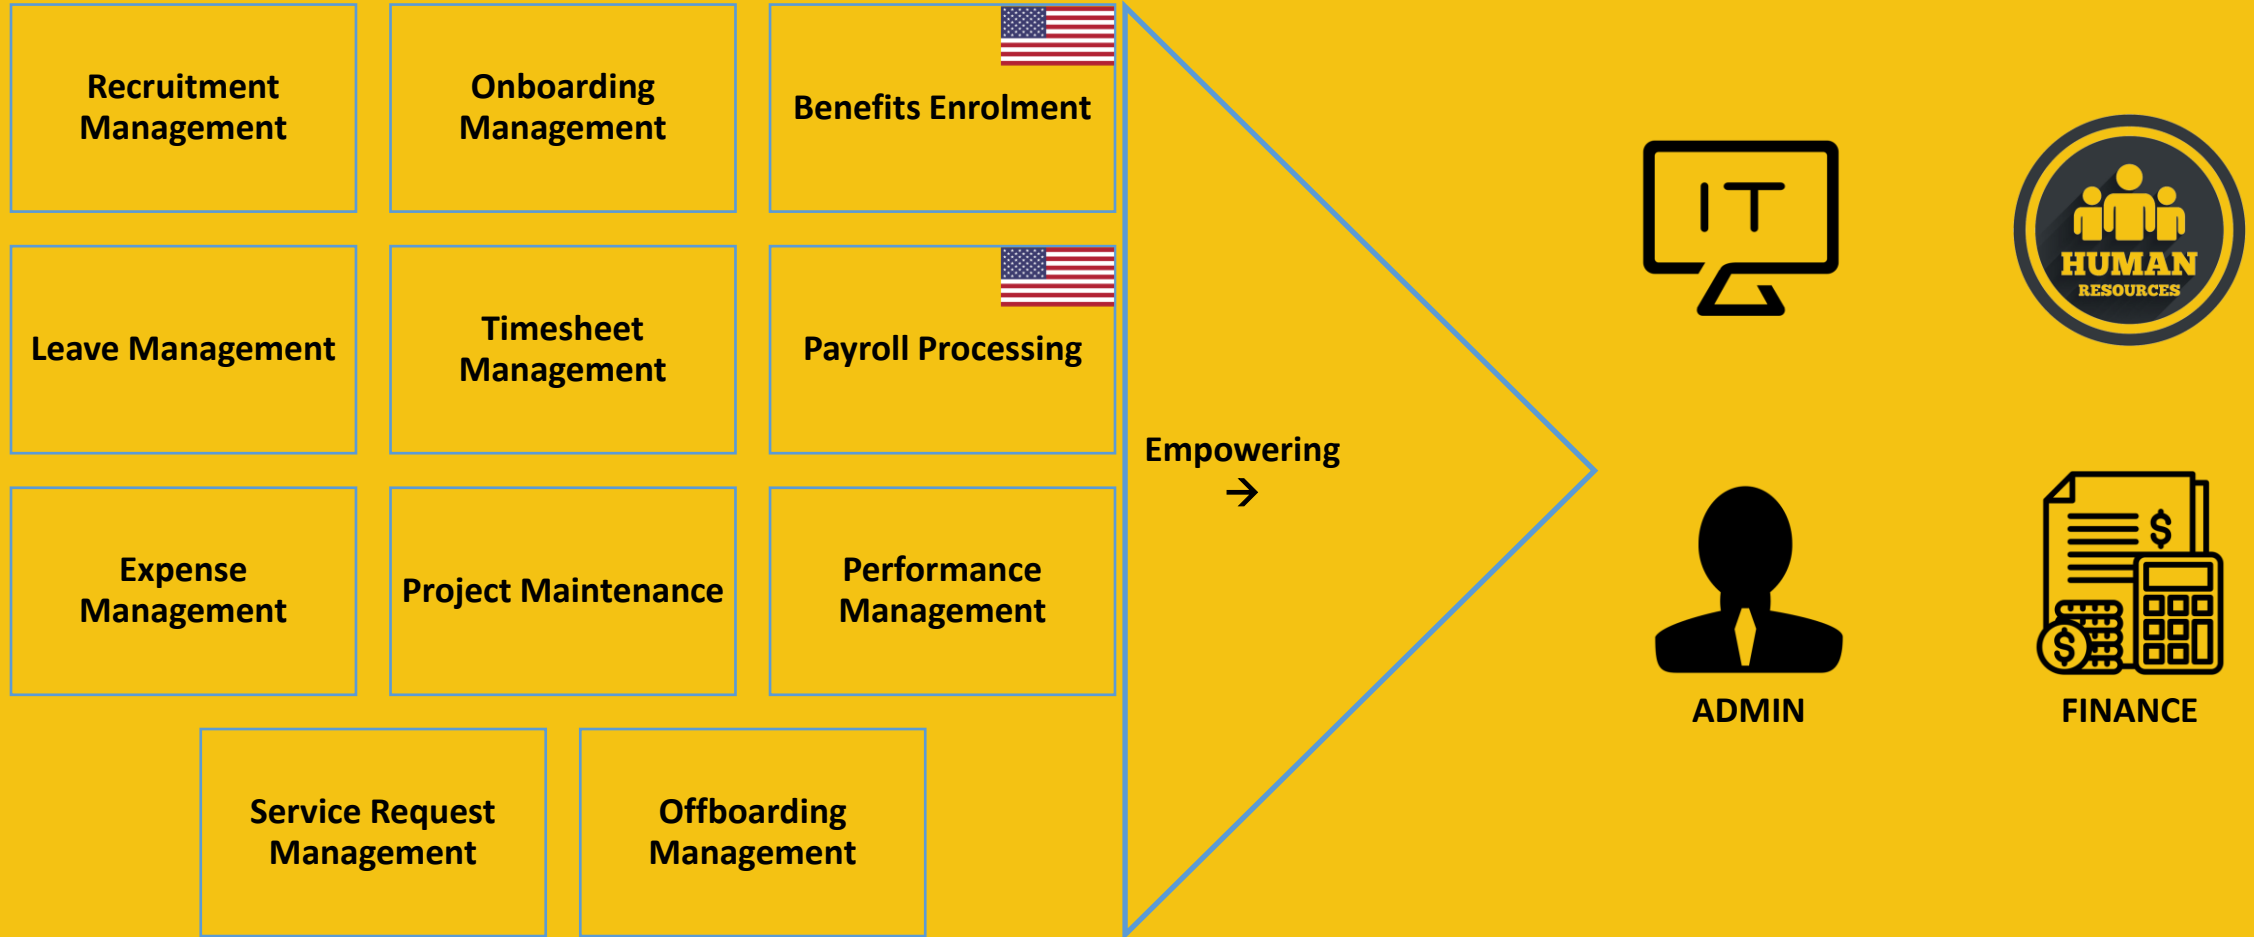 Recruitment
Management
Onboarding
Management
Benefits Enrolment
Leave Management
Timesheet
Management
Payroll Processing
Expense
Management
Project Maintenance
Performance
Management
Service Request
Management
Offboarding
Management
Empowering
→
IT
HUMAN
RESOURCES
ADMIN
$
$
FINANCE